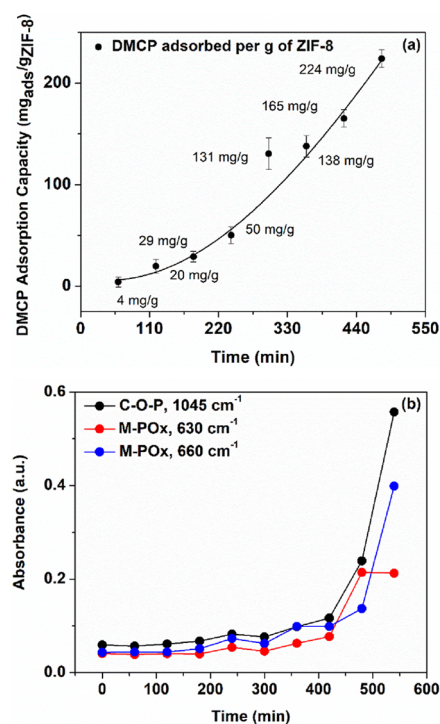 DMCP adsorbed per g of ZIF-8
(a)
DMCP Adsorption Capacity (mgads/gZIF-8)
200
100
0
224 mg/g
165 mg/g
131 mg/g
138 mg/g
29 mg/g
50 mg/g
20 mg/g
4 mg/g
0 110 220 330 440 550
Time (min)
(b)
C-O-P, 1045 cm⁻¹
M-POx, 630 cm⁻¹
M-POx, 660 cm⁻¹
Absorbance (a.u.)
0.6
0.4
0.2
0.0
0 100 200 300 400 500 600
Time (min)